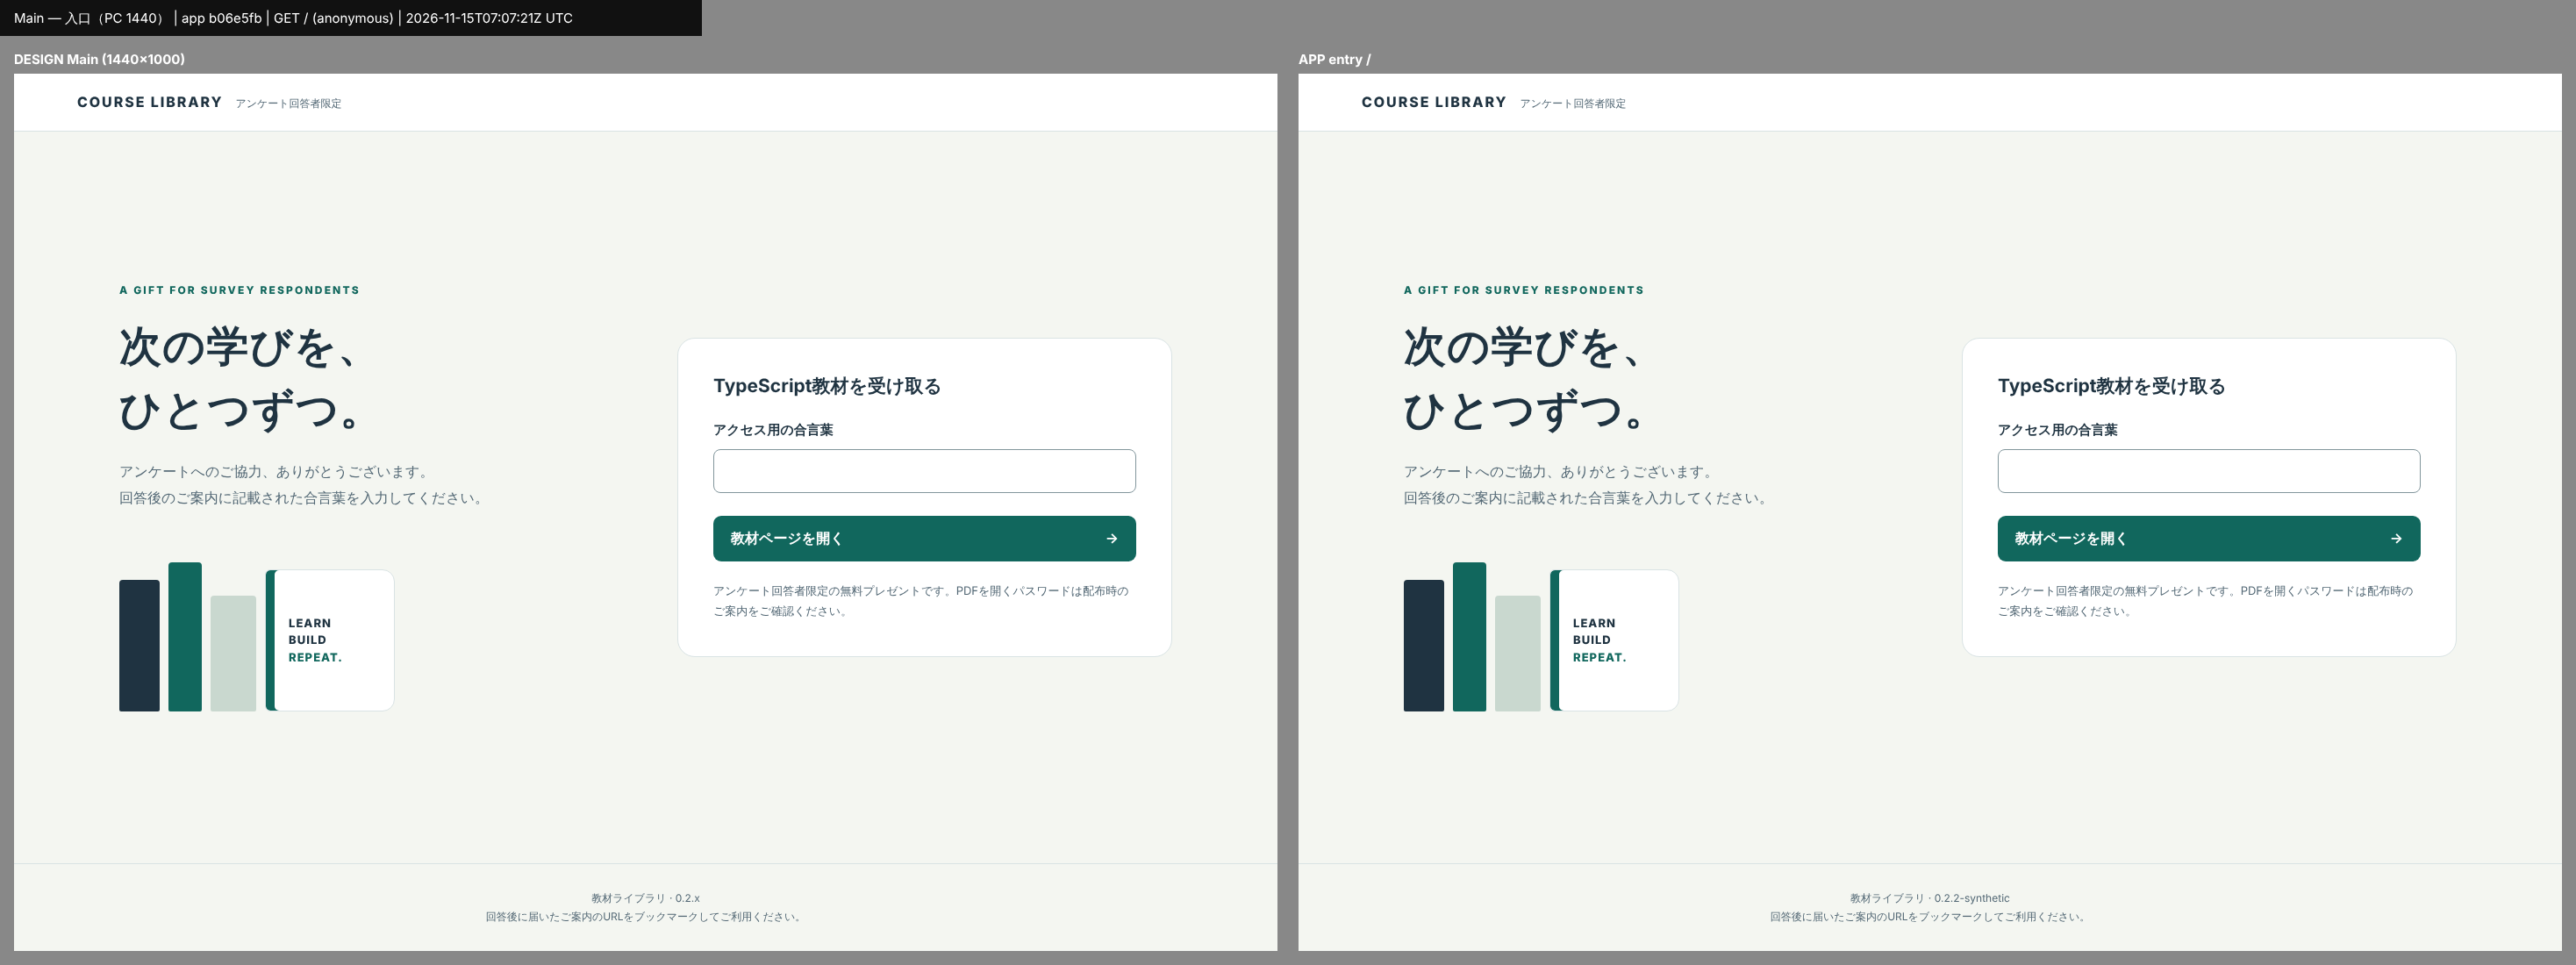 Main — 入口（PC 1440） | app b06e5fb | GET / (anonymous) | 2026-11-15T07:07:21Z UTC
DESIGN Main (1440×1000)
COURSE LIBRARY アンケート回答者限定
A GIFT FOR SURVEY RESPONDENTS
次の学びを、
ひとつずつ。
アンケートへのご協力、ありがとうございます。
回答後のご案内に記載された合言葉を入力してください。
LEARN
BUILD
REPEAT.
TypeScript教材を受け取る
アクセス用の合言葉
教材ページを開く →
アンケート回答者限定の無料プレゼントです。PDFを開くパスワードは配布時の
ご案内をご確認ください。
教材ライブラリ · 0.2.x
回答後に届いたご案内のURLをブックマークしてご利用ください。
APP entry /
COURSE LIBRARY アンケート回答者限定
A GIFT FOR SURVEY RESPONDENTS
次の学びを、
ひとつずつ。
アンケートへのご協力、ありがとうございます。
回答後のご案内に記載された合言葉を入力してください。
LEARN
BUILD
REPEAT.
TypeScript教材を受け取る
アクセス用の合言葉
教材ページを開く →
アンケート回答者限定の無料プレゼントです。PDFを開くパスワードは配布時の
ご案内をご確認ください。
教材ライブラリ · 0.2.2-synthetic
回答後に届いたご案内のURLをブックマークしてご利用ください。